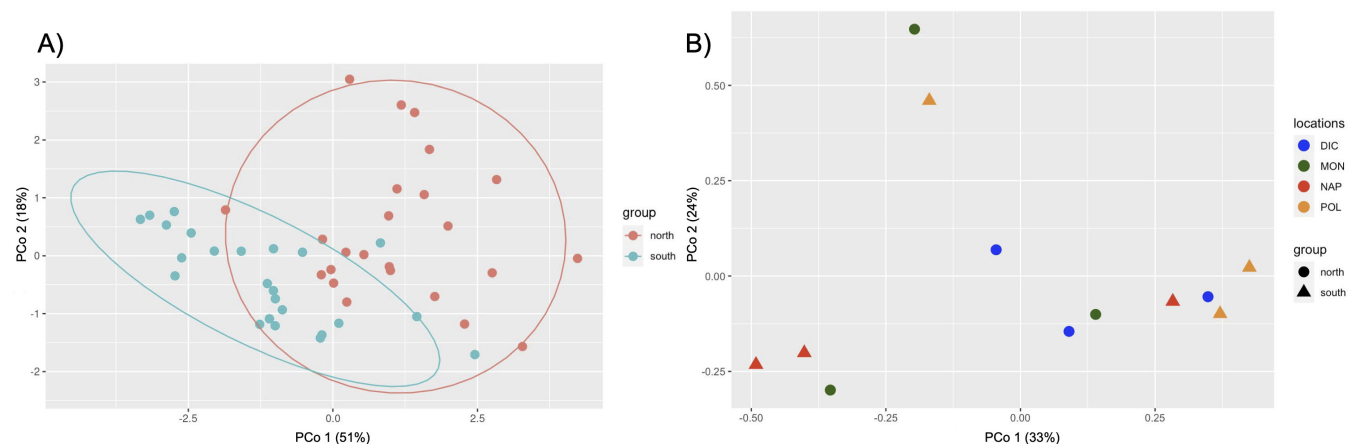 A)
3
2
1
0
-1
-2
-2.5
0.0
2.5
PCo 2 (18%)
PCo 1 (51%)
group
north
south
B)
0.50
0.25
0.00
-0.25
-0.50
-0.25
0.00
0.25
PCo 2 (24%)
PCo 1 (33%)
locations
DIC
MON
NAP
POL
group
north
south